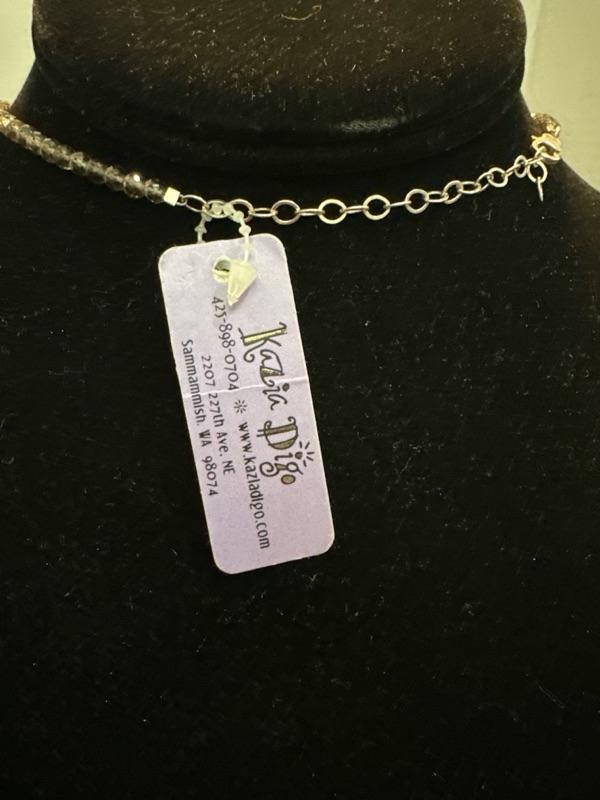 Kazia Digo
425-898-0704 ✲ www.kaziadigo.com
2207 227th Ave. NE
Sammamish, WA 98074